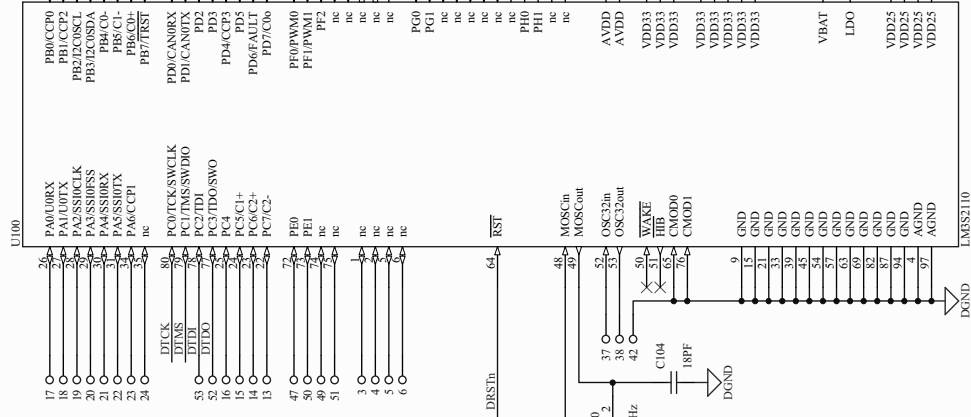 PB0/CCP0
PB1/CCP2
PB2/I2C0SCL
PB3/I2C0SDA
PB4/C0-
PB5/C1-
PB6/C0+
PB7/TRST
PD0/CAN0RX
PD1/CAN0TX
PD2
PD3
PD4/CCP3
PD5
PD6/FAULT
PD7/C0o
PF0/PWM0
PF1/PWM1
PF2
nc
nc
nc
nc
nc
nc
PG0
PG1
nc
nc
nc
nc
nc
nc
PH0
PH1
nc
nc
AVDD
AVDD
VDD33
VDD33
VDD33
VDD33
VDD33
VDD33
VDD33
VDD33
VBAT
LDO
VDD25
VDD25
VDD25
VDD25
U100
PA0/U0RX
PA1/U0TX
PA2/SSI0CLK
PA3/SSI0FSS
PA4/SSI0RX
PA5/SSI0TX
PA6/CCP1
nc
PC0/TCK/SWCLK
PC1/TMS/SWDIO
PC2/TDI
PC3/TDO/SWO
PC4
PC5/C1+
PC6/C2+
PC7/C2-
PE0
PE1
nc
nc
nc
nc
nc
nc
RST
MOSCin
MOSCout
OSC32in
OSC32out
WAKE
HIB
CMOD0
CMOD1
GND
GND
GND
GND
GND
GND
GND
GND
GND
GND
GND
GND
GND
AGND
AGND
LM3S2110
26
28
80
79
78
77
25
24
23
72
64
48
49
52
53
50
51
65
76
9
15
21
33
39
45
54
57
63
69
82
87
94
4
97
DTCK
DTMS
DTDI
DTDO
DRSTn
17
18
19
20
21
22
23
24
53
52
16
15
14
13
47
50
49
51
3
4
5
6
37
38
42
C104
18PF
DGND
DGND
2
Hz